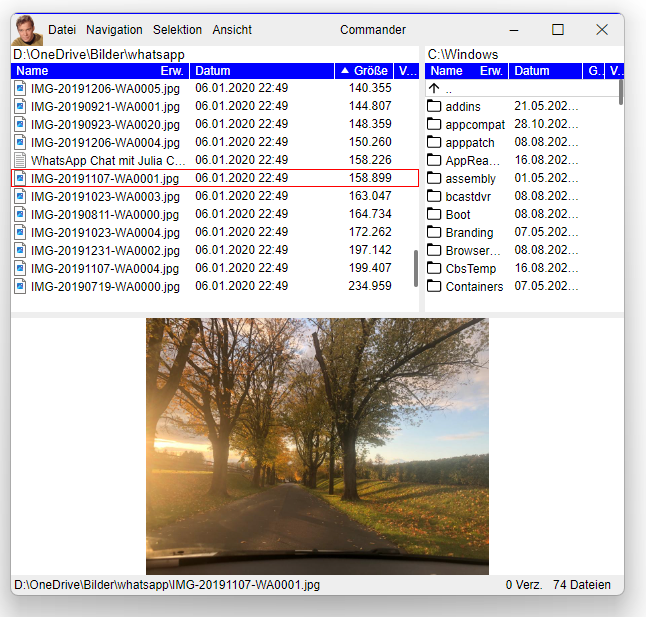 Datei Navigation Selektion Ansicht Commander
D:\OneDrive\Bilder\whatsapp
Name Erw. Datum Größe V...
IMG-20191206-WA0005.jpg 06.01.2020 22:49 140.355
IMG-20190921-WA0001.jpg 06.01.2020 22:49 144.807
IMG-20190923-WA0020.jpg 06.01.2020 22:49 148.359
IMG-20191206-WA0004.jpg 06.01.2020 22:49 150.260
WhatsApp Chat mit Julia C... 06.01.2020 22:49 158.226
IMG-20191107-WA0001.jpg 06.01.2020 22:49 158.899
IMG-20191023-WA0003.jpg 06.01.2020 22:49 163.047
IMG-20190811-WA0000.jpg 06.01.2020 22:49 164.734
IMG-20191023-WA0004.jpg 06.01.2020 22:49 172.262
IMG-20191231-WA0002.jpg 06.01.2020 22:49 197.142
IMG-20191107-WA0004.jpg 06.01.2020 22:49 199.407
IMG-20190719-WA0000.jpg 06.01.2020 22:49 234.959
C:\Windows
Name Erw. Datum G.. V..
..
addins 21.05.202...
appcompat 28.10.202...
apppatch 08.08.202...
AppRea... 16.08.202...
assembly 01.05.202...
bcastdvr 08.08.202...
Boot 08.08.202...
Branding 07.05.202...
Browser... 08.08.202...
CbsTemp 16.08.202...
Containers 07.05.202...
D:\OneDrive\Bilder\whatsapp\IMG-20191107-WA0001.jpg 0 Verz. 74 Dateien